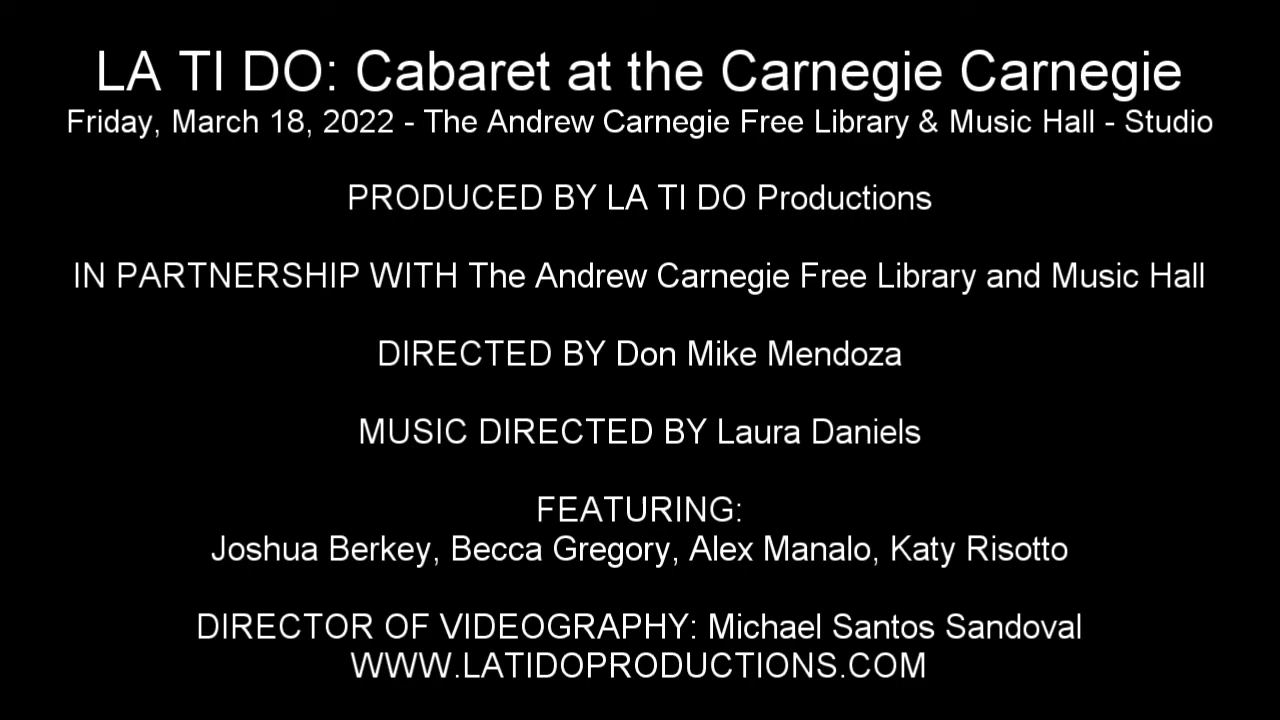 LA TI DO: Cabaret at the Carnegie Carnegie
Friday, March 18, 2022 - The Andrew Carnegie Free Library & Music Hall - Studio
PRODUCED BY LA TI DO Productions
IN PARTNERSHIP WITH The Andrew Carnegie Free Library and Music Hall
DIRECTED BY Don Mike Mendoza
MUSIC DIRECTED BY Laura Daniels
FEATURING:
Joshua Berkey, Becca Gregory, Alex Manalo, Katy Risotto
DIRECTOR OF VIDEOGRAPHY: Michael Santos Sandoval
WWW.LATIDOPRODUCTIONS.COM